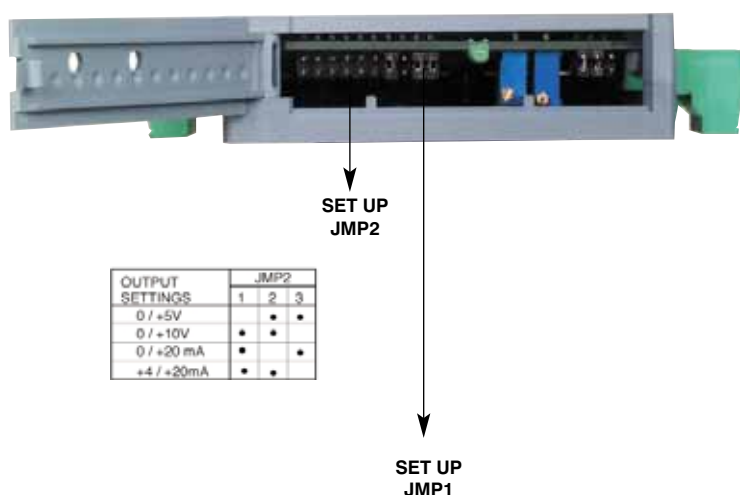 SET UP
JMP2
OUTPUT SETTINGS JMP2
1 2 3
0 / +5V • •
0 / +10V • •
0 / +20 mA • •
+4 / +20mA • •
SET UP
JMP1